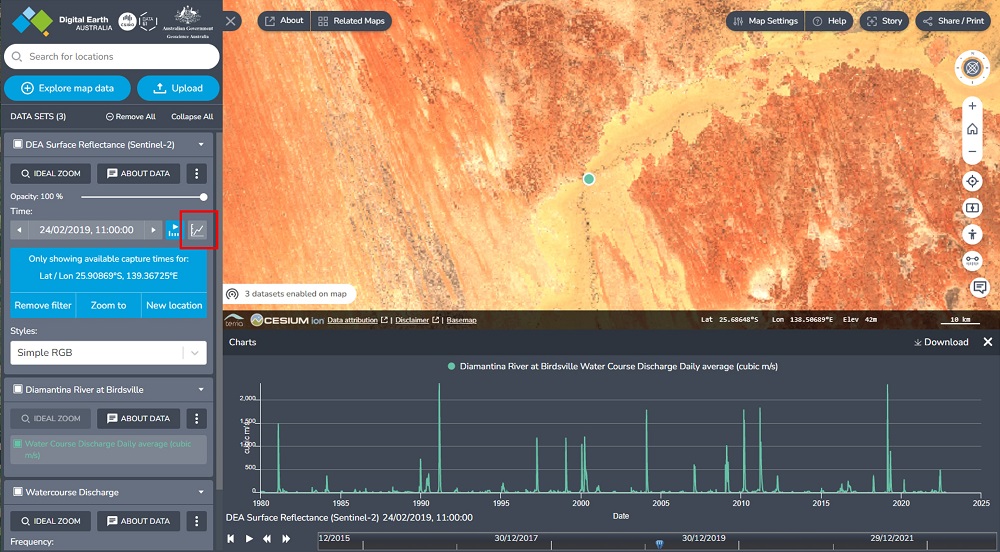 Digital Earth
AUSTRALIA
CSIRO
DATA
61
Australian Government
Geoscience Australia
About
Related Maps
Map Settings
Help
Story
Share / Print
Search for locations
Explore map data
Upload
DATA SETS (3)
Remove All
Collapse All
DEA Surface Reflectance (Sentinel-2)
IDEAL ZOOM
ABOUT DATA
Opacity: 100 %
Time:
24/02/2019, 11:00:00
Only showing available capture times for:
Lat / Lon 25.90869°S, 139.36725°E
Remove filter
Zoom to
New location
Styles:
Simple RGB
Diamantina River at Birdsville
IDEAL ZOOM
ABOUT DATA
Water Course Discharge Daily average (cubic
m/s)
Watercourse Discharge
IDEAL ZOOM
ABOUT DATA
Frequency:
3 datasets enabled on map
terria
CESIUM ion
Data attribution | Disclaimer | Basemap
Lat 25.68648°S Lon 138.50689°E Elev 42m
10 km
Charts
Download
Diamantina River at Birdsville Water Course Discharge Daily average (cubic m/s)
cubic m/s
2,000
1,500
1,000
500
0
1980 1985 1990 1995 2000 2005 2010 2015 2020 2025
Date
DEA Surface Reflectance (Sentinel-2) 24/02/2019, 11:00:00
12/2015 30/12/2017 30/12/2019 29/12/2021